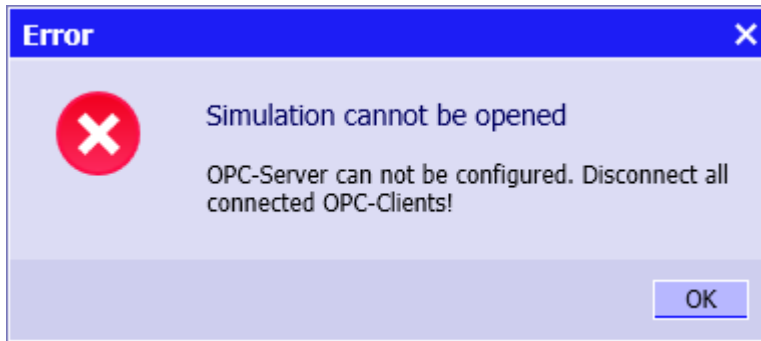 Error
Simulation cannot be opened
OPC-Server can not be configured. Disconnect all
connected OPC-Clients!
OK